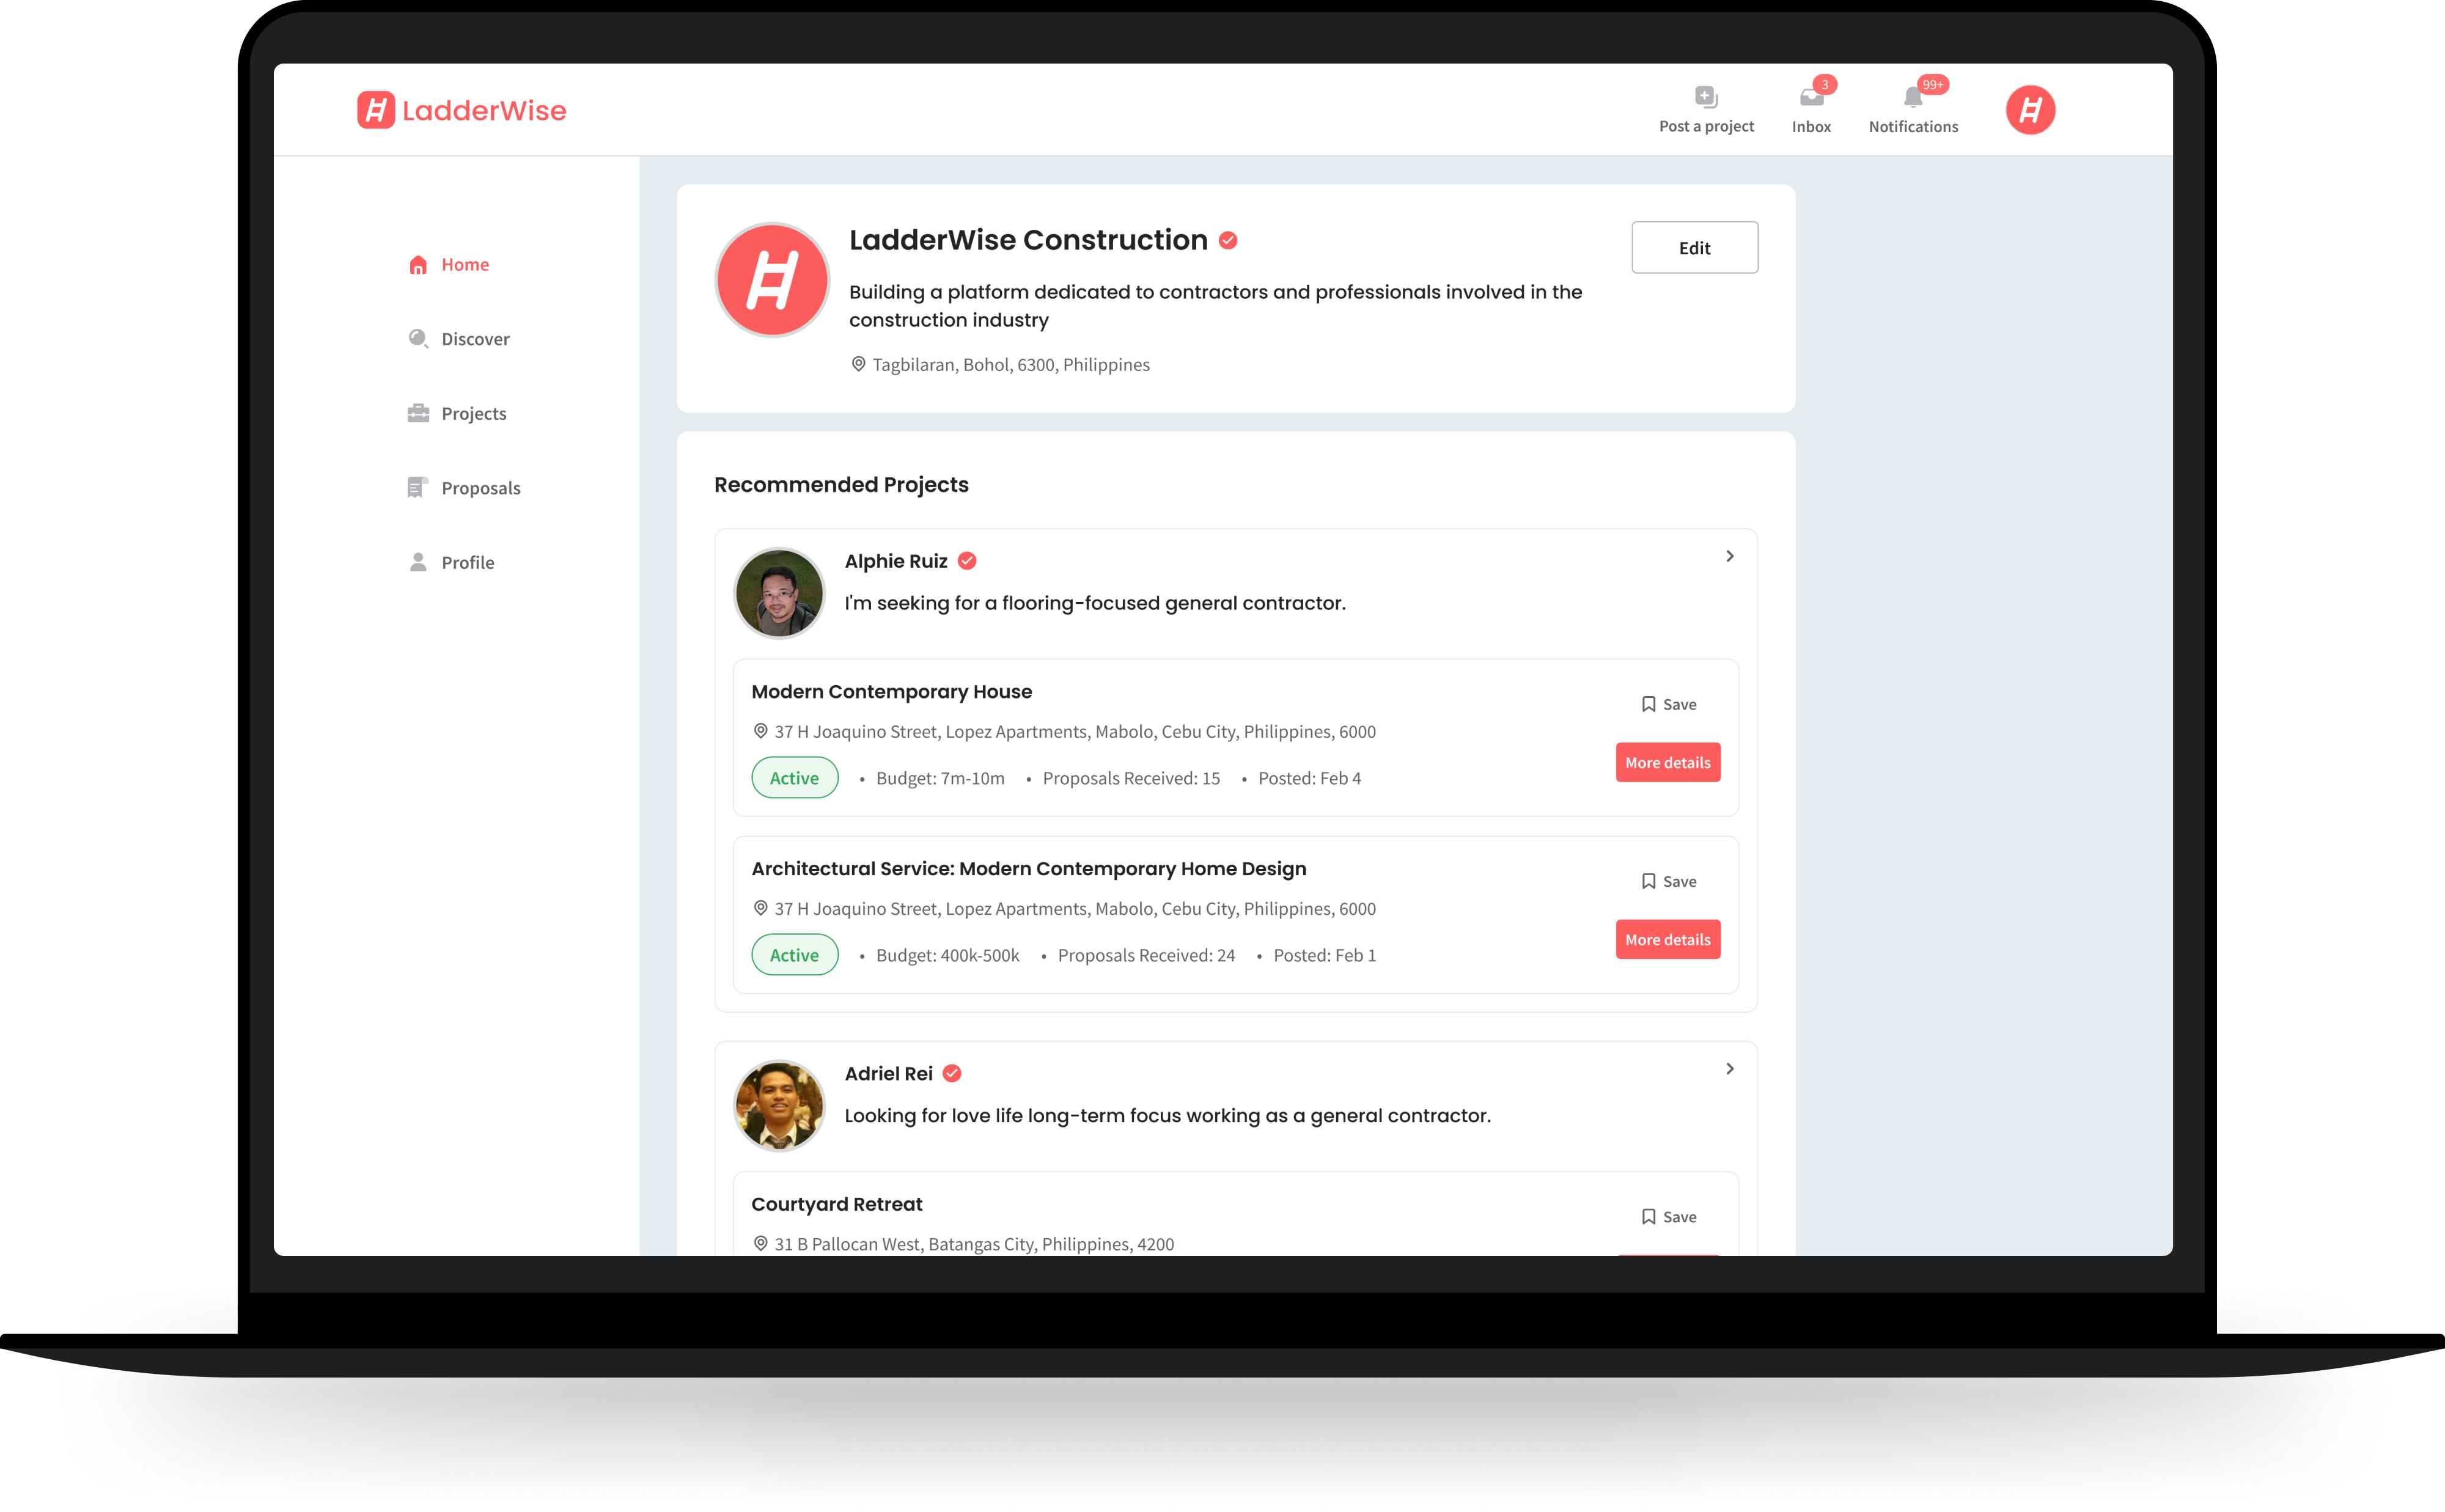 LadderWise
Post a project
3
Inbox
99+
Notifications
Home
Discover
Projects
Proposals
Profile
LadderWise Construction
Edit
Building a platform dedicated to contractors and professionals involved in the
construction industry
Tagbilaran, Bohol, 6300, Philippines
Recommended Projects
Alphie Ruiz
I'm seeking for a flooring-focused general contractor.
Modern Contemporary House
Save
37 H Joaquino Street, Lopez Apartments, Mabolo, Cebu City, Philippines, 6000
More details
Active • Budget: 7m-10m • Proposals Received: 15 • Posted: Feb 4
Architectural Service: Modern Contemporary Home Design
Save
37 H Joaquino Street, Lopez Apartments, Mabolo, Cebu City, Philippines, 6000
More details
Active • Budget: 400k-500k • Proposals Received: 24 • Posted: Feb 1
Adriel Rei
Looking for love life long-term focus working as a general contractor.
Courtyard Retreat
Save
31 B Pallocan West, Batangas City, Philippines, 4200